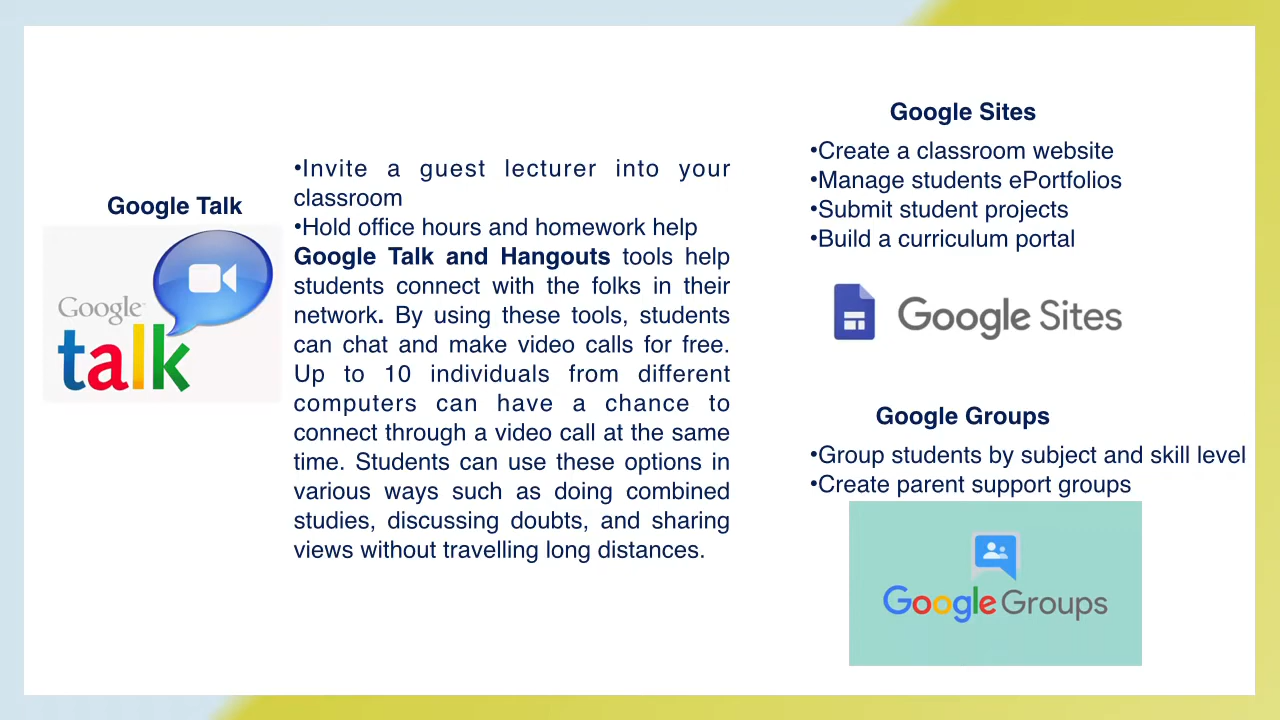 Google Talk
Google
talk
•Invite a guest lecturer into your
classroom
•Hold office hours and homework help
Google Talk and Hangouts tools help
students connect with the folks in their
network. By using these tools, students
can chat and make video calls for free.
Up to 10 individuals from different
computers can have a chance to
connect through a video call at the same
time. Students can use these options in
various ways such as doing combined
studies, discussing doubts, and sharing
views without travelling long distances.
Google Sites
•Create a classroom website
•Manage students ePortfolios
•Submit student projects
•Build a curriculum portal
Google Sites
Google Groups
•Group students by subject and skill level
•Create parent support groups
Google Groups